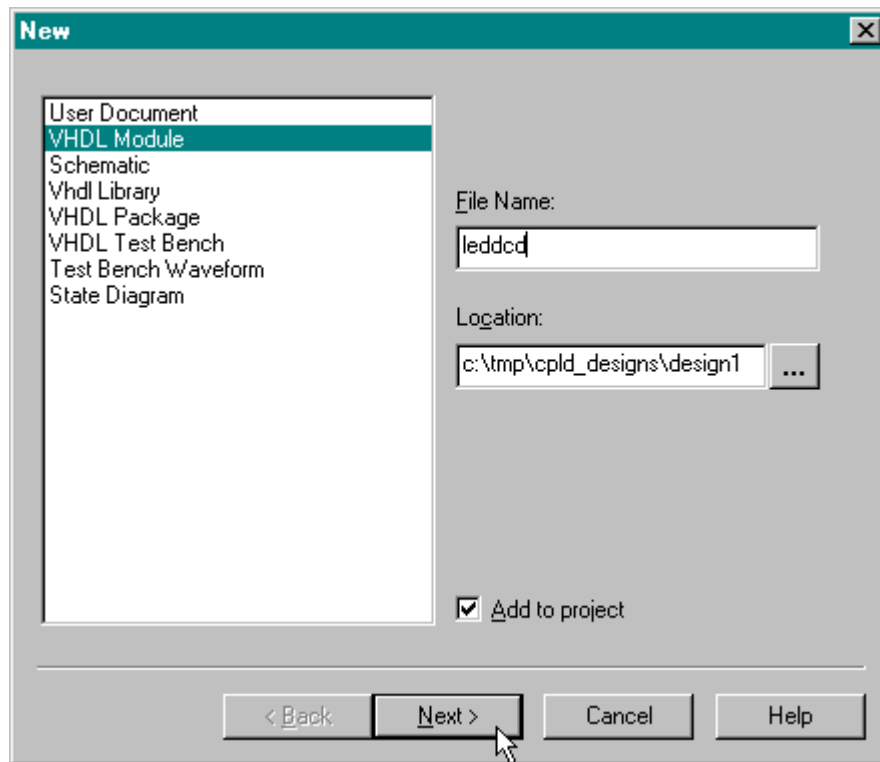 New
User Document
VHDL Module
Schematic
Vhdl Library
VHDL Package
VHDL Test Bench
Test Bench Waveform
State Diagram
File Name:
leddcd
Location:
c:\tmp\cpld_designs\design1
...
Add to project
< Back
Next >
Cancel
Help